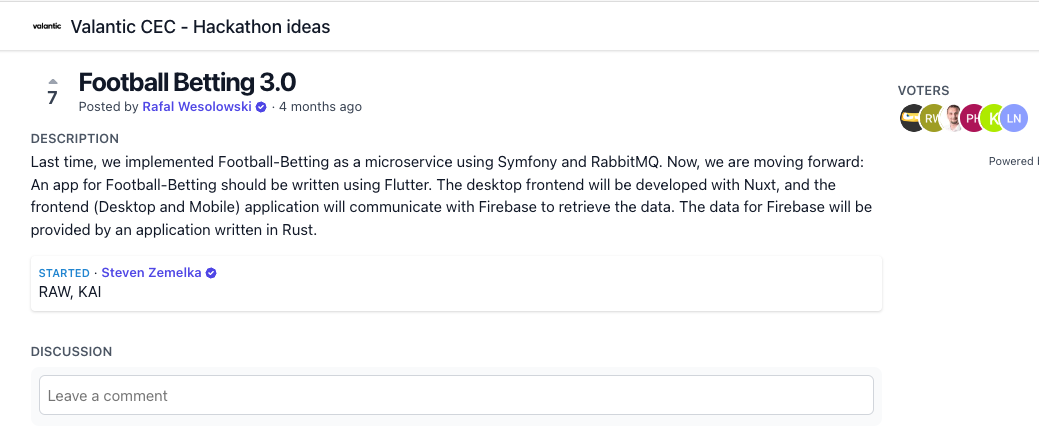 valantic Valantic CEC - Hackathon ideas
7
Football Betting 3.0
Posted by Rafal Wesolowski · 4 months ago
DESCRIPTION
Last time, we implemented Football-Betting as a microservice using Symfony and RabbitMQ. Now, we are moving forward:
An app for Football-Betting should be written using Flutter. The desktop frontend will be developed with Nuxt, and the
frontend (Desktop and Mobile) application will communicate with Firebase to retrieve the data. The data for Firebase will be
provided by an application written in Rust.
STARTED · Steven Zemelka
RAW, KAI
DISCUSSION
Leave a comment
VOTERS
RW PH K LN
Powered